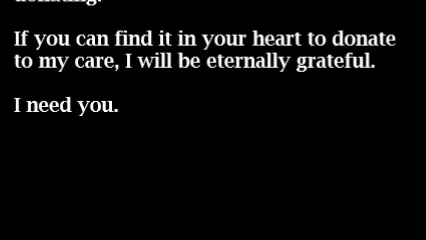 If you can find it in your heart to donate
to my care, I will be eternally grateful.
I need you.